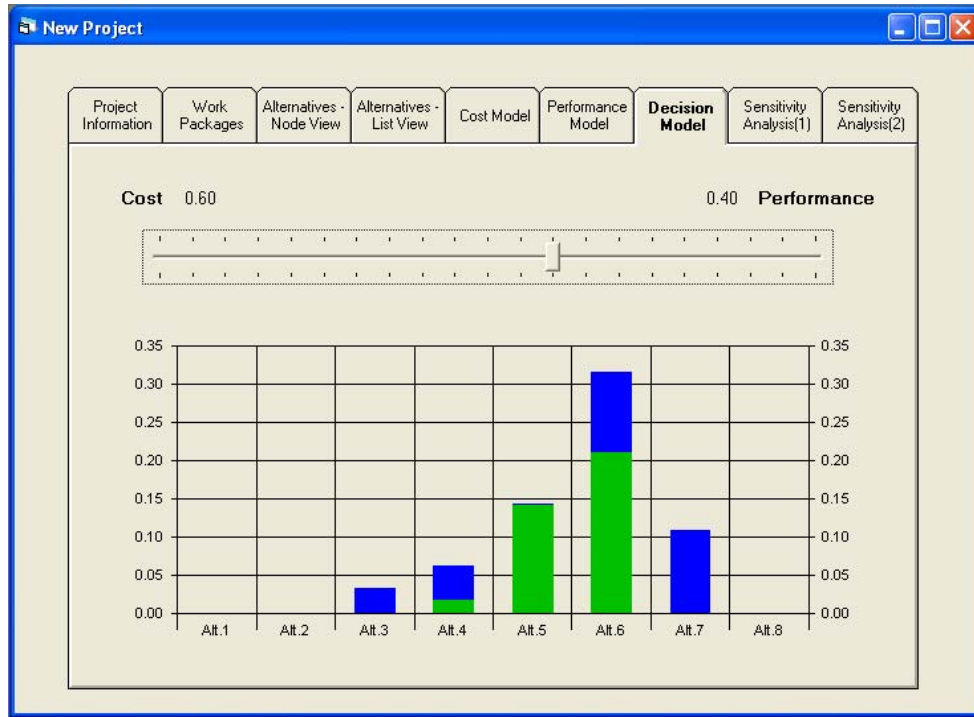 New Project
Project Information
Work Packages
Alternatives - Node View
Alternatives - List View
Cost Model
Performance Model
Decision Model
Sensitivity Analysis(1)
Sensitivity Analysis(2)
Cost 0.60 0.40 Performance
0.35 0.35
0.30 0.30
0.25 0.25
0.20 0.20
0.15 0.15
0.10 0.10
0.05 0.05
0.00 0.00
Alt.1 Alt.2 Alt.3 Alt.4 Alt.5 Alt.6 Alt.7 Alt.8